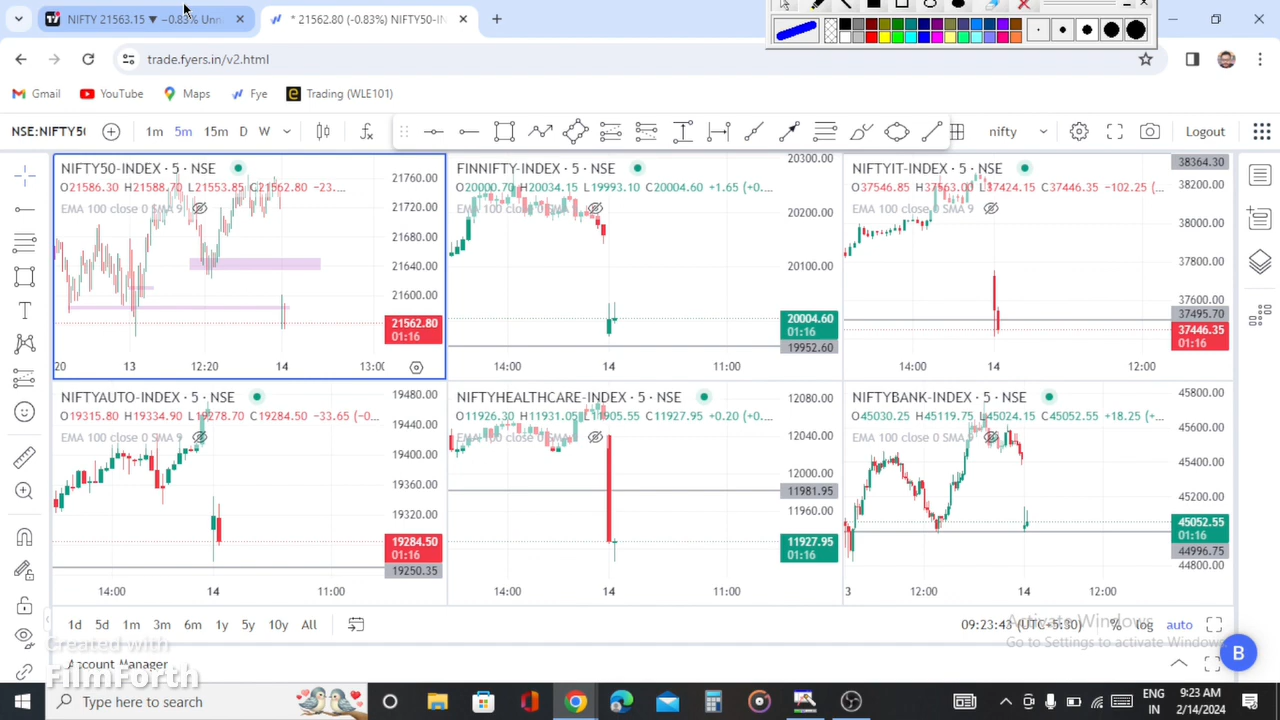 NIFTY 21563.15 ▼ −0.83% Unn
* 21562.80 (-0.83%) NIFTY50-IN
trade.fyers.in/v2.html
Gmail YouTube Maps Fye Trading (WLE101)
NSE:NIFTY5( 1m 5m 15m D W nifty Logout
NIFTY50-INDEX · 5 · NSE
O21586.30 H21588.70 L21553.85 C21562.80 −23....
EMA 100 close 0 SMA 9
21760.00
21720.00
21680.00
21640.00
21600.00
21562.80
01:16
20 13 12:20 14 13:00
FINNIFTY-INDEX · 5 · NSE
O20000.70 H20034.15 L19993.10 C20004.60 +1.65 (+0....
EMA 100 close 0 SMA 9
20300.00
20200.00
20100.00
20004.60
01:16
19952.60
14:00 14 11:00
NIFTYIT-INDEX · 5 · NSE
O37546.85 H37563.00 L37424.15 C37446.35 −102.25 (...
EMA 100 close 0 SMA 9
38364.30
38200.00
38000.00
37800.00
37600.00
37495.70
37446.35
01:16
14:00 14 12:00
NIFTYAUTO-INDEX · 5 · NSE
O19315.80 H19334.90 L19278.70 C19284.50 −33.65 (−0...
EMA 100 close 0 SMA 9
19480.00
19440.00
19400.00
19360.00
19320.00
19284.50
01:16
19250.35
14:00 14 11:00
NIFTYHEALTHCARE-INDEX · 5 · NSE
O11926.30 H11931.05 L11905.55 C11927.95 +0.20 (+0....
EMA 100 close 0 SMA 9
12080.00
12040.00
12000.00
11981.95
11960.00
11927.95
01:16
14:00 14 11:00
NIFTYBANK-INDEX · 5 · NSE
O45030.25 H45119.75 L45024.15 C45052.55 +18.25 (+...
EMA 100 close 0 SMA 9
45800.00
45600.00
45400.00
45200.00
45052.55
01:16
44996.75
44800.00
3 12:00 14 12:00
1d 5d 1m 3m 6m 1y 5y 10y All 09:23:43 (UTC+5:30) % log auto
Activate Windows
Go to Settings to activate Windows.
Account Manager
B
Created with
FilmForth
Type here to search
ENG
IN
9:23 AM
2/14/2024